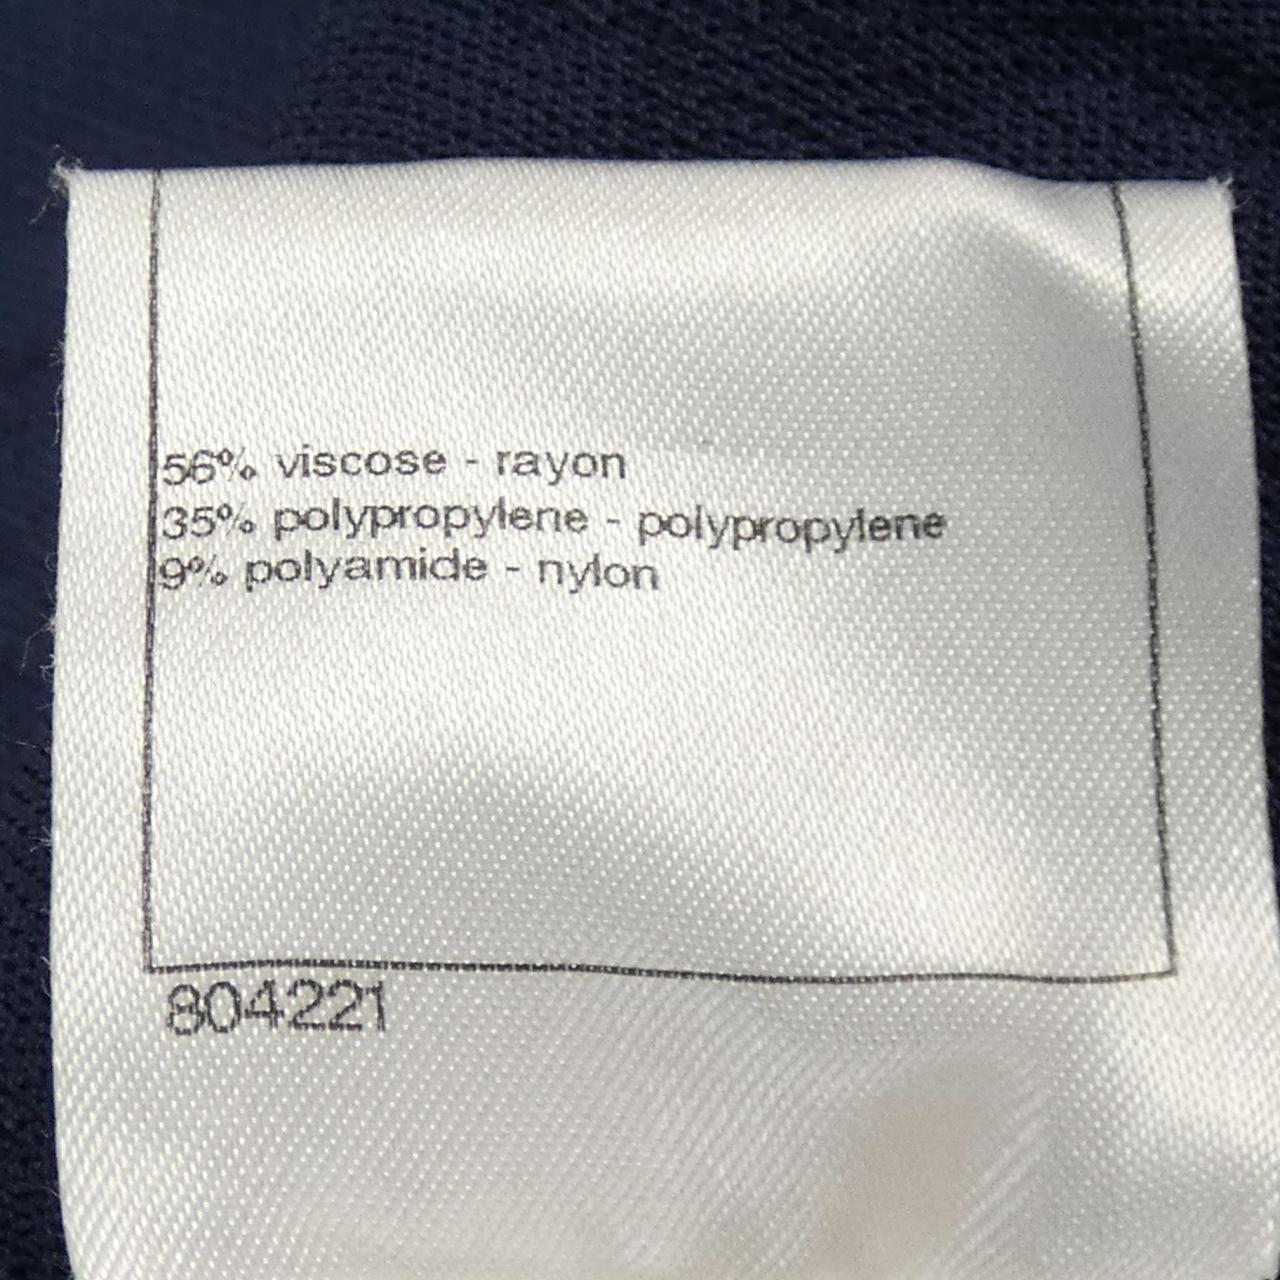 56% viscose - rayon
35% polypropylene - polypropylene
9% polyamide - nylon
804221